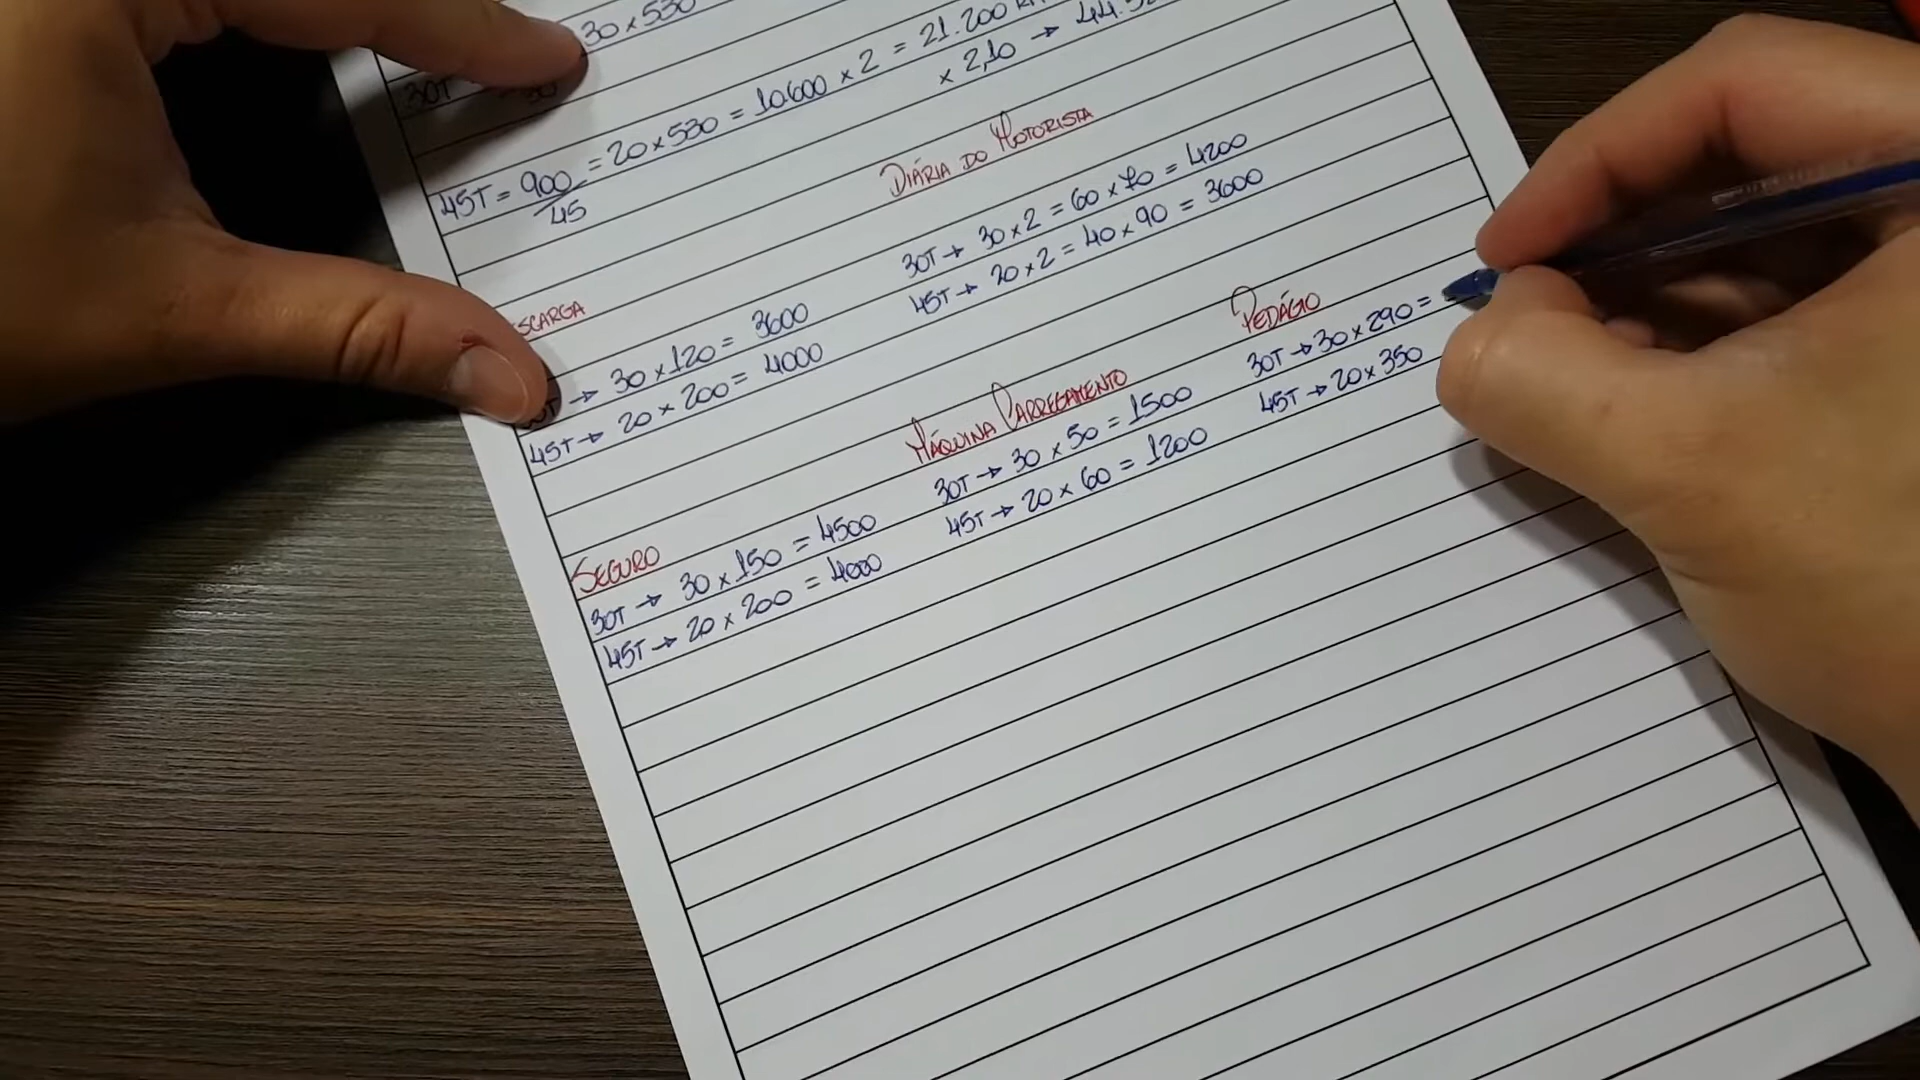 30 x 530
30T
30
45T = 900 = 20 x 530 = 10.600 x 2 = 21.200
45
x 2,10 →
DIÁRIA DO MOTORISTA
30T → 30 x 2 = 60 x 70 = 4200
45T → 20 x 2 = 40 x 90 = 3600
→ 30 x 120 = 3600
45T → 20 x 200 = 4000
PEDÁGIO
30T → 30 x 290 =
45T → 20 x 350
MÁQUINA CARREGAMENTO
30T → 30 x 50 = 1500
45T → 20 x 60 = 1200
SEGURO
30T → 30 x 150 = 4500
45T → 20 x 200 = 4000